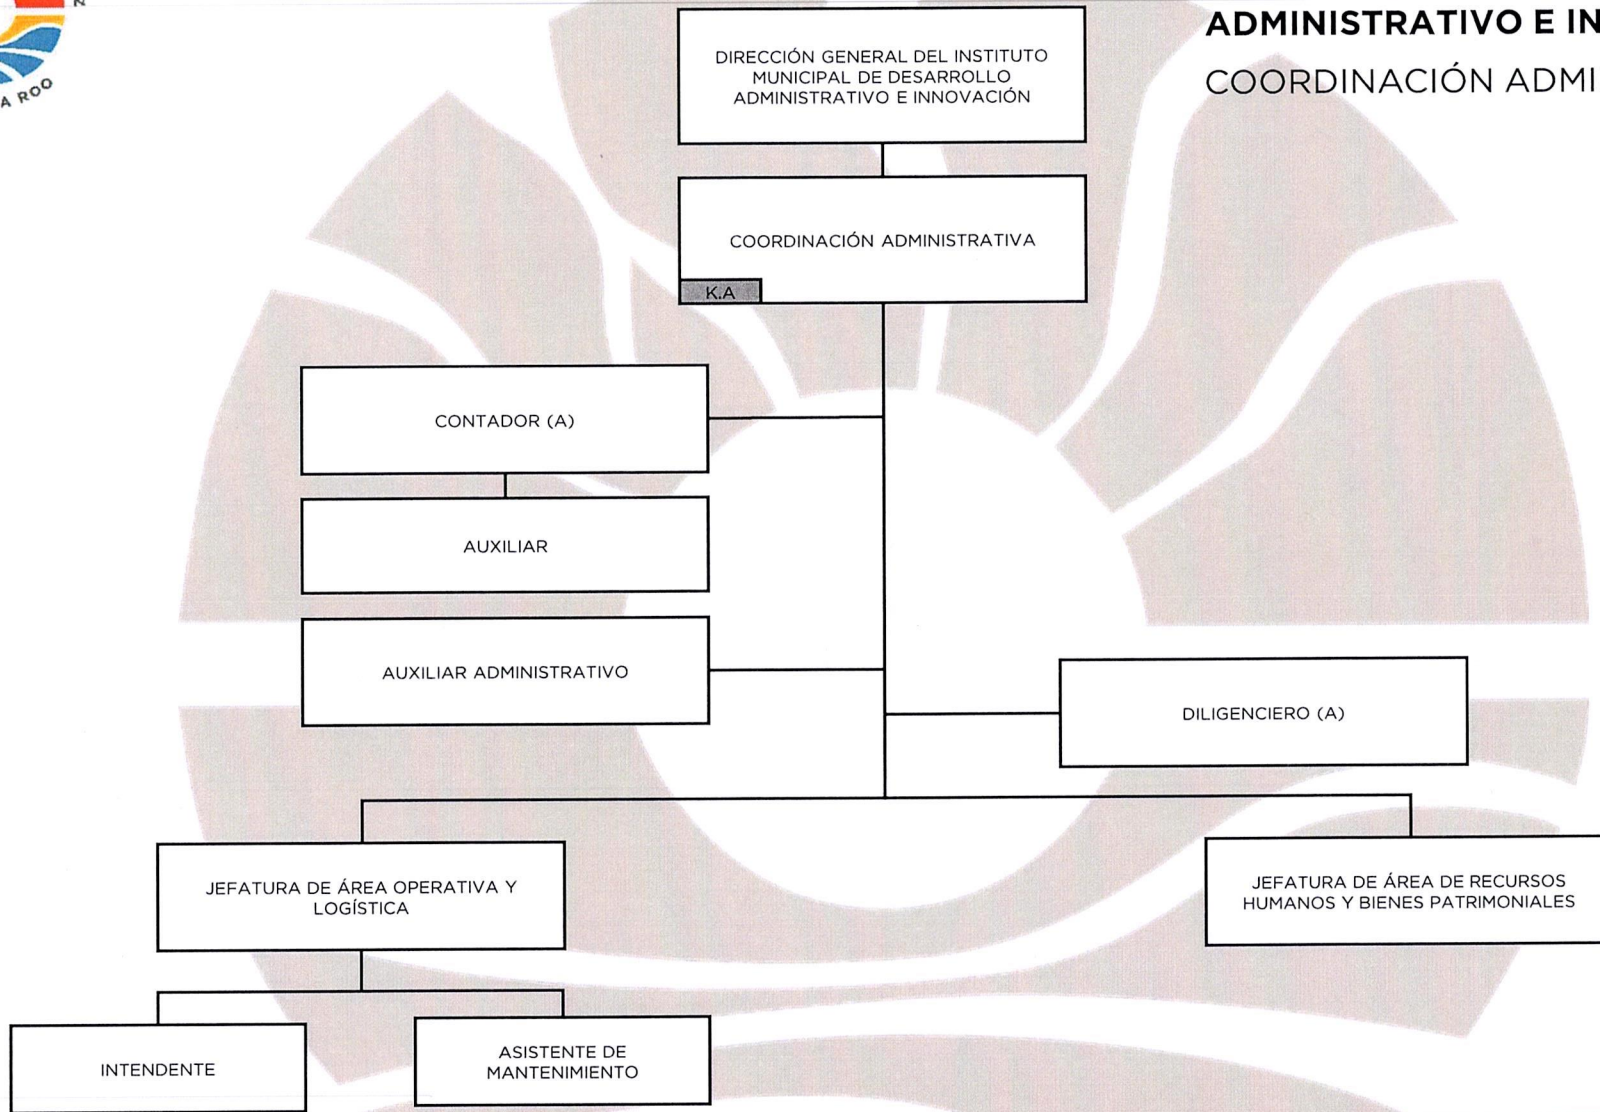 A ROO
ADMINISTRATIVO E IN
COORDINACIÓN ADMI
DIRECCIÓN GENERAL DEL INSTITUTO
MUNICIPAL DE DESARROLLO
ADMINISTRATIVO E INNOVACIÓN
COORDINACIÓN ADMINISTRATIVA
K.A
CONTADOR (A)
AUXILIAR
AUXILIAR ADMINISTRATIVO
DILIGENCIERO (A)
JEFATURA DE ÁREA OPERATIVA Y
LOGÍSTICA
JEFATURA DE ÁREA DE RECURSOS
HUMANOS Y BIENES PATRIMONIALES
INTENDENTE
ASISTENTE DE
MANTENIMIENTO